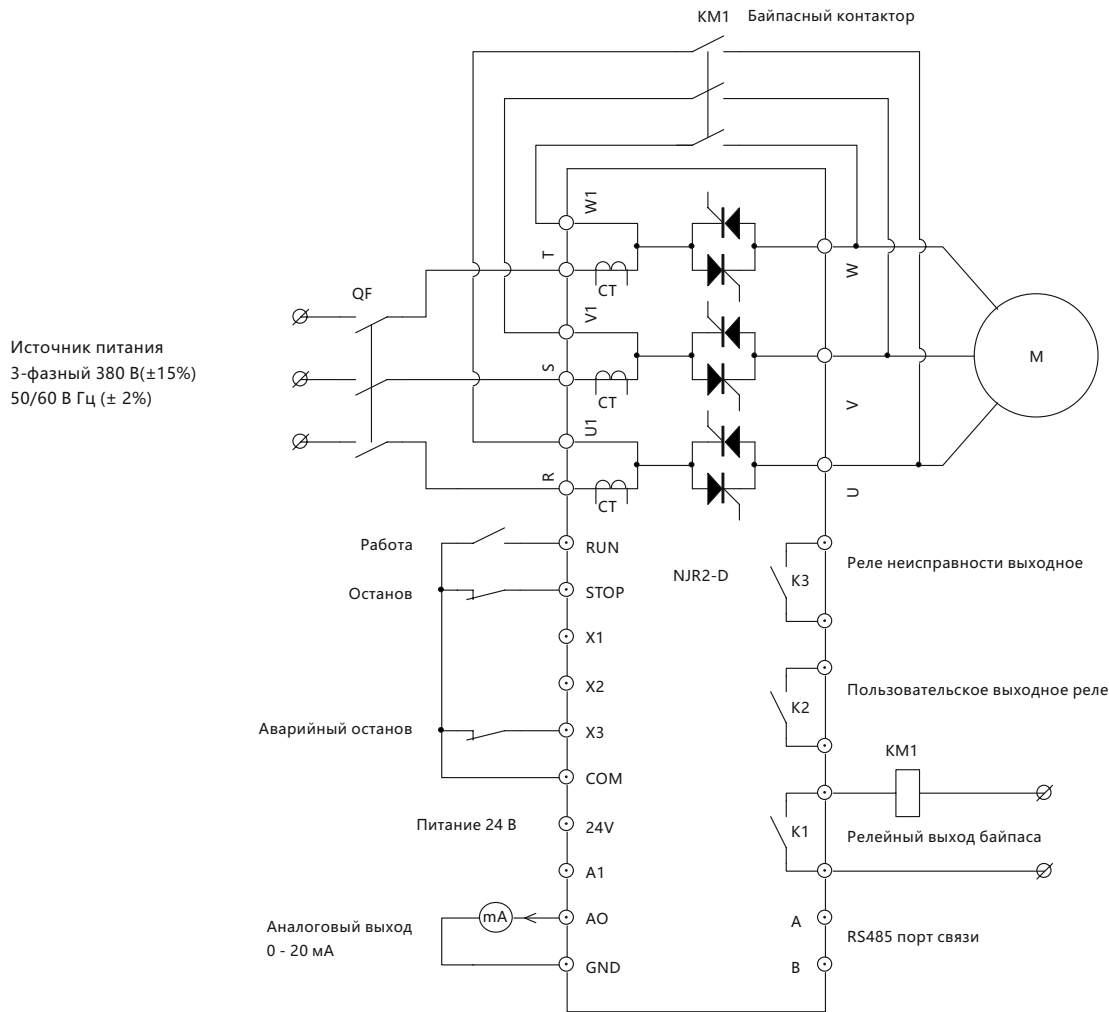 KM1 Байпасный контактор
W1
T
CT
W
QF
V1
S
CT
V
M
Источник питания
3-фазный 380 В(±15%)
50/60 В Гц (± 2%)
U1
R
CT
U
Работа
RUN
NJR2-D
K3
Реле неисправности выходное
Останов
STOP
X1
X2
K2
Пользовательское выходное реле
Аварийный останов
X3
KM1
COM
Питание 24 В
24V
K1
Релейный выход байпаса
A1
mA
AO
A
Аналоговый выход
0 - 20 мА
RS485 порт связи
GND
B